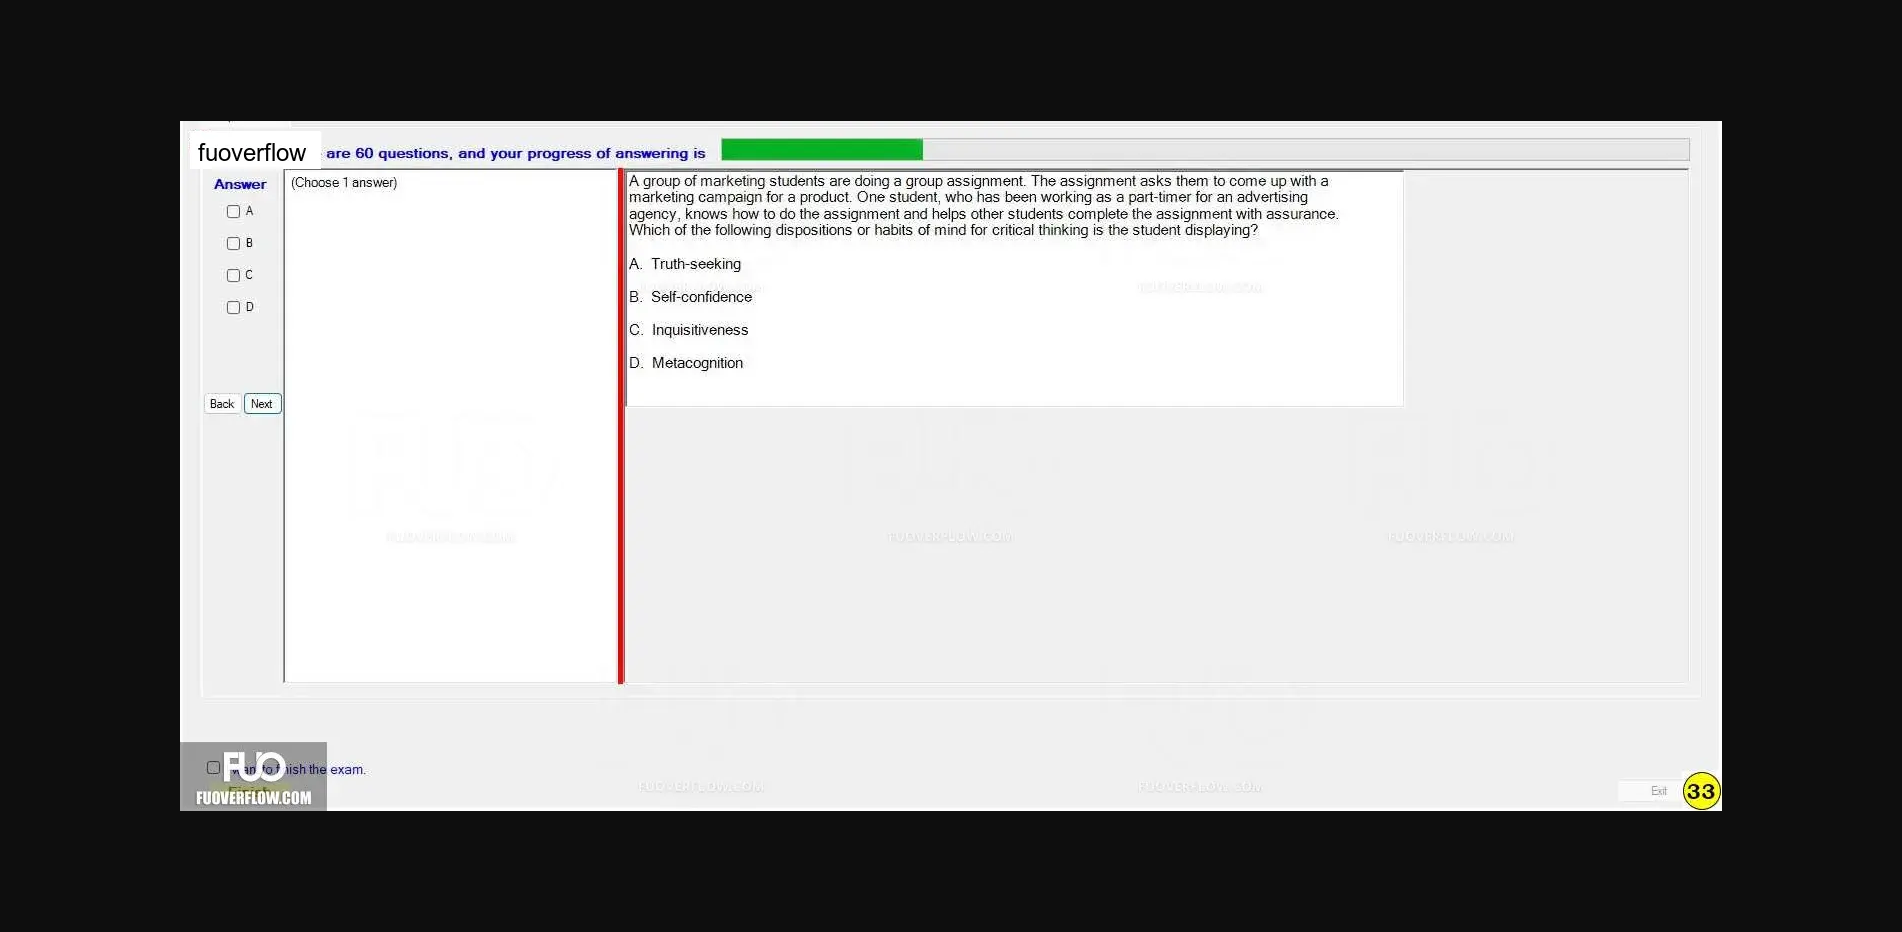 fuoverflow are 60 questions, and your progress of answering is
Answer
(Choose 1 answer)
A
B
C
D
Back Next
A group of marketing students are doing a group assignment. The assignment asks them to come up with a
marketing campaign for a product. One student, who has been working as a part-timer for an advertising
agency, knows how to do the assignment and helps other students complete the assignment with assurance.
Which of the following dispositions or habits of mind for critical thinking is the student displaying?
A. Truth-seeking
B. Self-confidence
C. Inquisitiveness
D. Metacognition
FUOVERFLOW.COM
FUOVERFLOW.COM
FUOVERFLOW.COM
FUOVERFLOW.COM
FUOVERFLOW.COM
FUOVERFLOW.COM
the exam.
FUO
Finish
FUOVERFLOW.COM
Exit
33